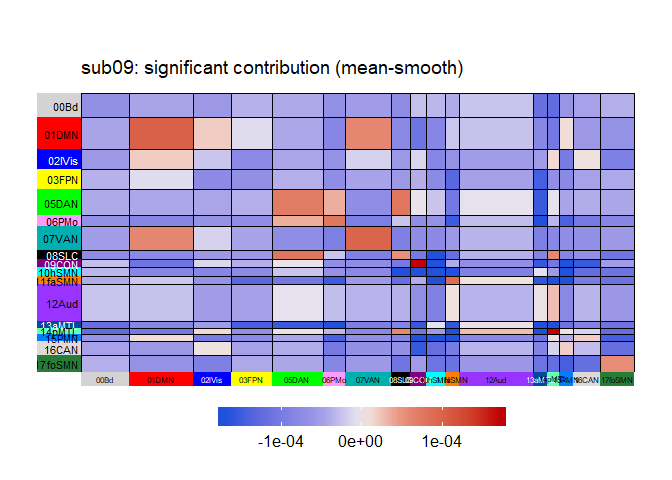 sub09: significant contribution (mean-smooth)
00Bd
01DMN
02lVis
03FPN
05DAN
06PMo
07VAN
08SLC
09CON
10hSMN
11faSMN
12Aud
13aMTL
14pMTL
15PMN
16CAN
17foSMN
00Bd 01DMN 02lVis 03FPN 05DAN 06PMo 07VAN 12Aud 16CAN 17foSMN
-1e-04 0e+00 1e-04